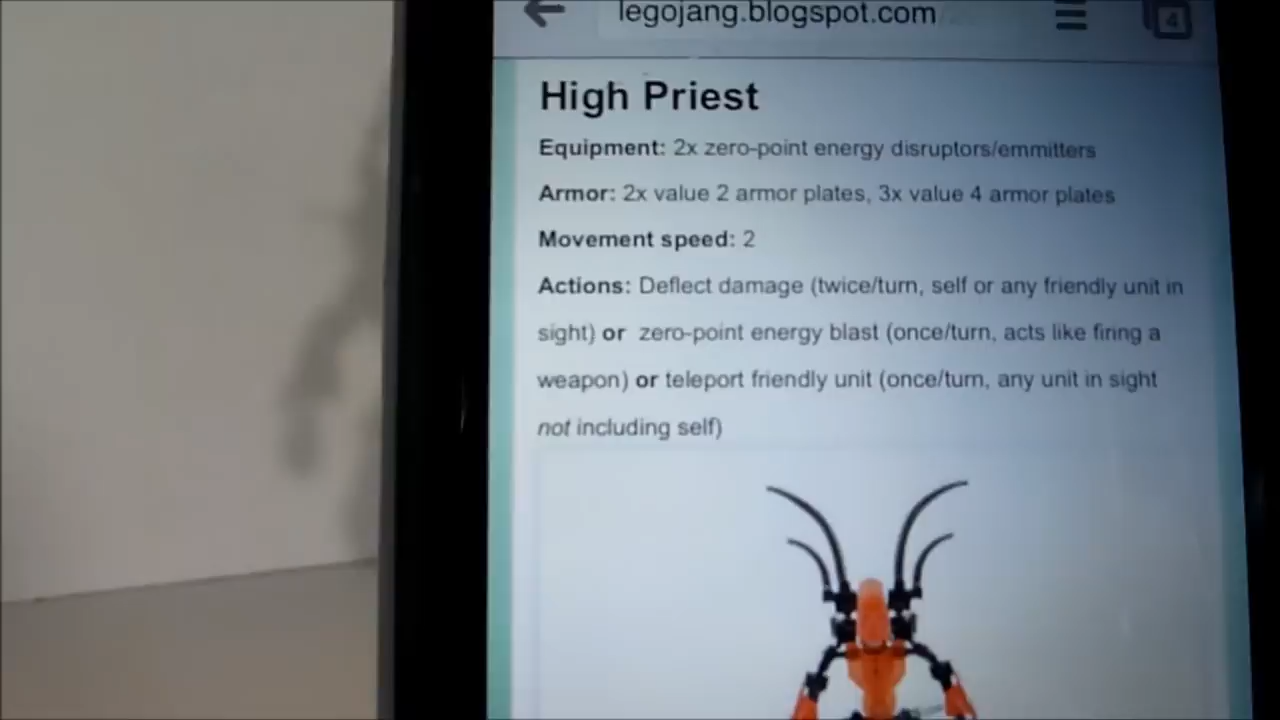 legojang.blogspot.com
4
High Priest
Equipment: 2x zero-point energy disruptors/emmitters
Armor: 2x value 2 armor plates, 3x value 4 armor plates
Movement speed: 2
Actions: Deflect damage (twice/turn, self or any friendly unit in
sight) or zero-point energy blast (once/turn, acts like firing a
weapon) or teleport friendly unit (once/turn, any unit in sight
not including self)